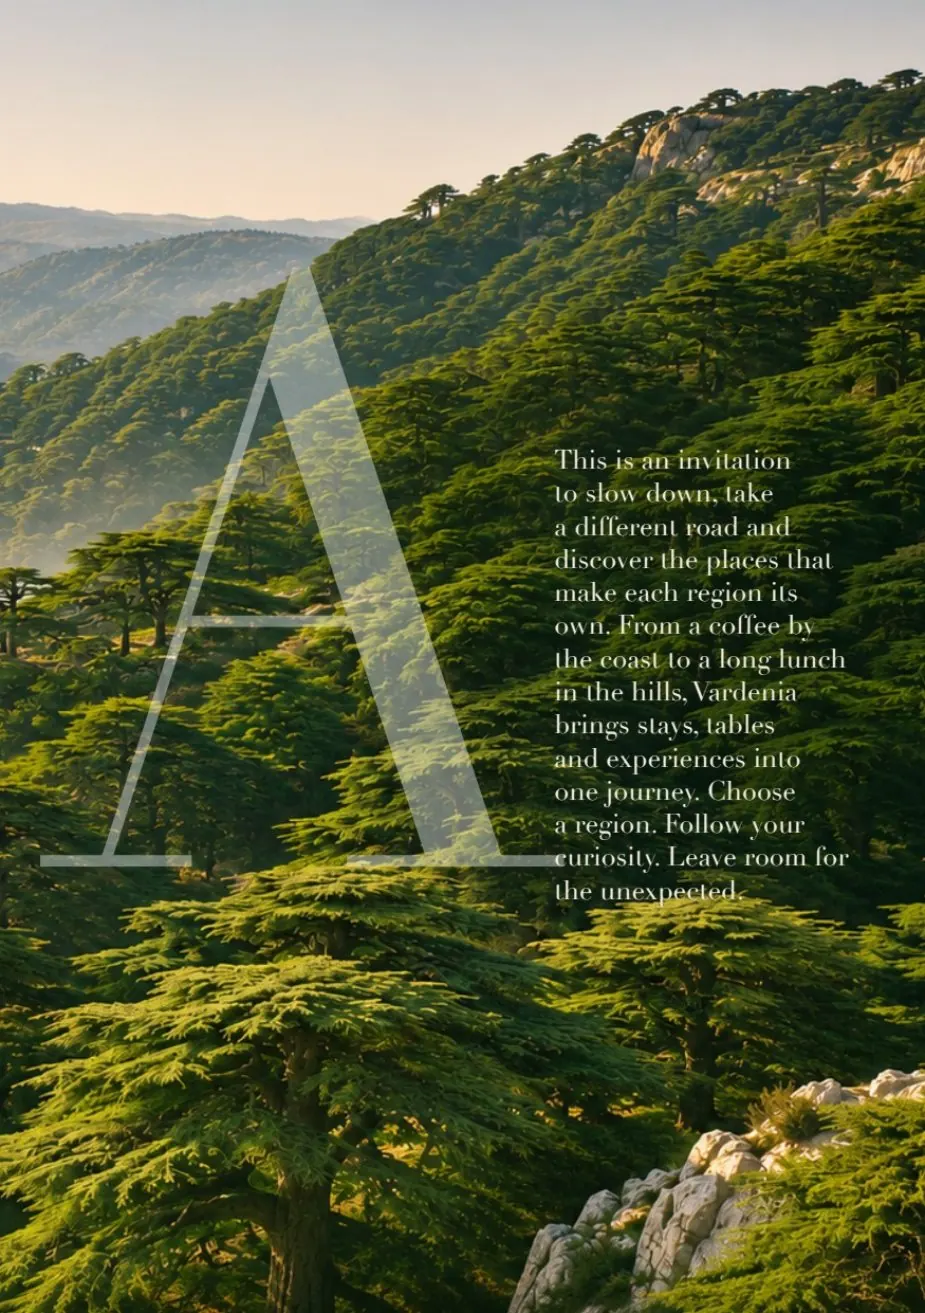 A
This is an invitation
to slow down, take
a different road and
discover the places that
make each region its
own. From a coffee by
the coast to a long lunch
in the hills, Vardenia
brings stays, tables
and experiences into
one journey. Choose
a region. Follow your
curiosity. Leave room for
the unexpected.